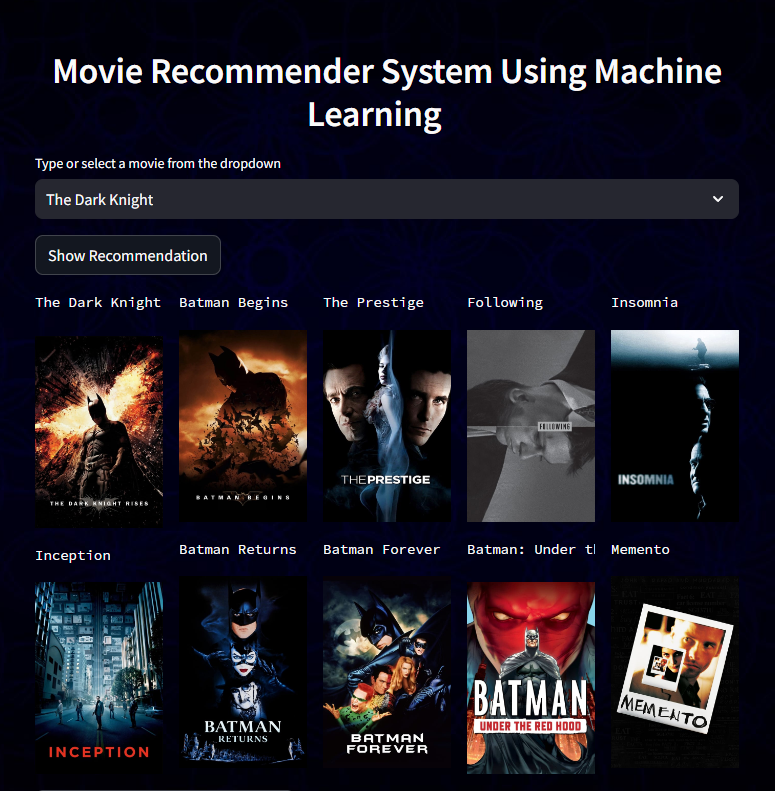 Movie Recommender System Using Machine
Learning
Type or select a movie from the dropdown
The Dark Knight
Show Recommendation
The Dark Knight
Batman Begins
The Prestige
Following
Insomnia
THE DARK KNIGHT RISES
BATMAN BEGINS
THE PRESTIGE
FOLLOWING
INSOMNIA
Inception
Batman Returns
Batman Forever
Batman: Under th
Memento
INCEPTION
BATMAN
RETURNS
BATMAN
FOREVER
BATMAN
UNDER THE RED HOOD
MEMENTO